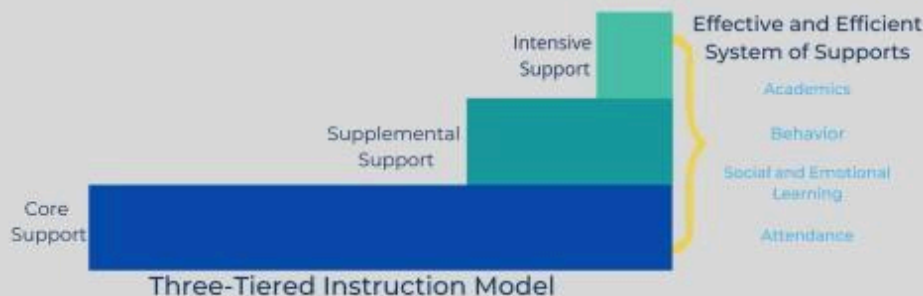 Intensive
Support
Supplemental
Support
Core
Support
Three-Tiered Instruction Model
Effective and Efficient
System of Supports
Academics
Behavior
Social and Emotional
Learning
Attendance